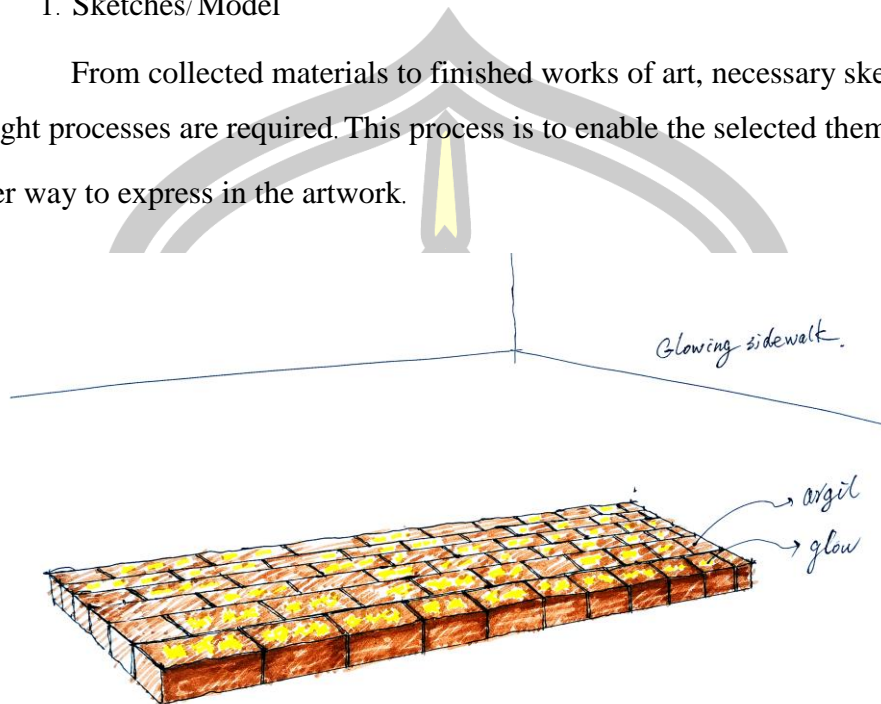 1. Sketches/ Model
From collected materials to finished works of art, necessary ske
ght processes are required. This process is to enable the selected them
er way to express in the artwork.
Glowing sidewalk.
argil
glow